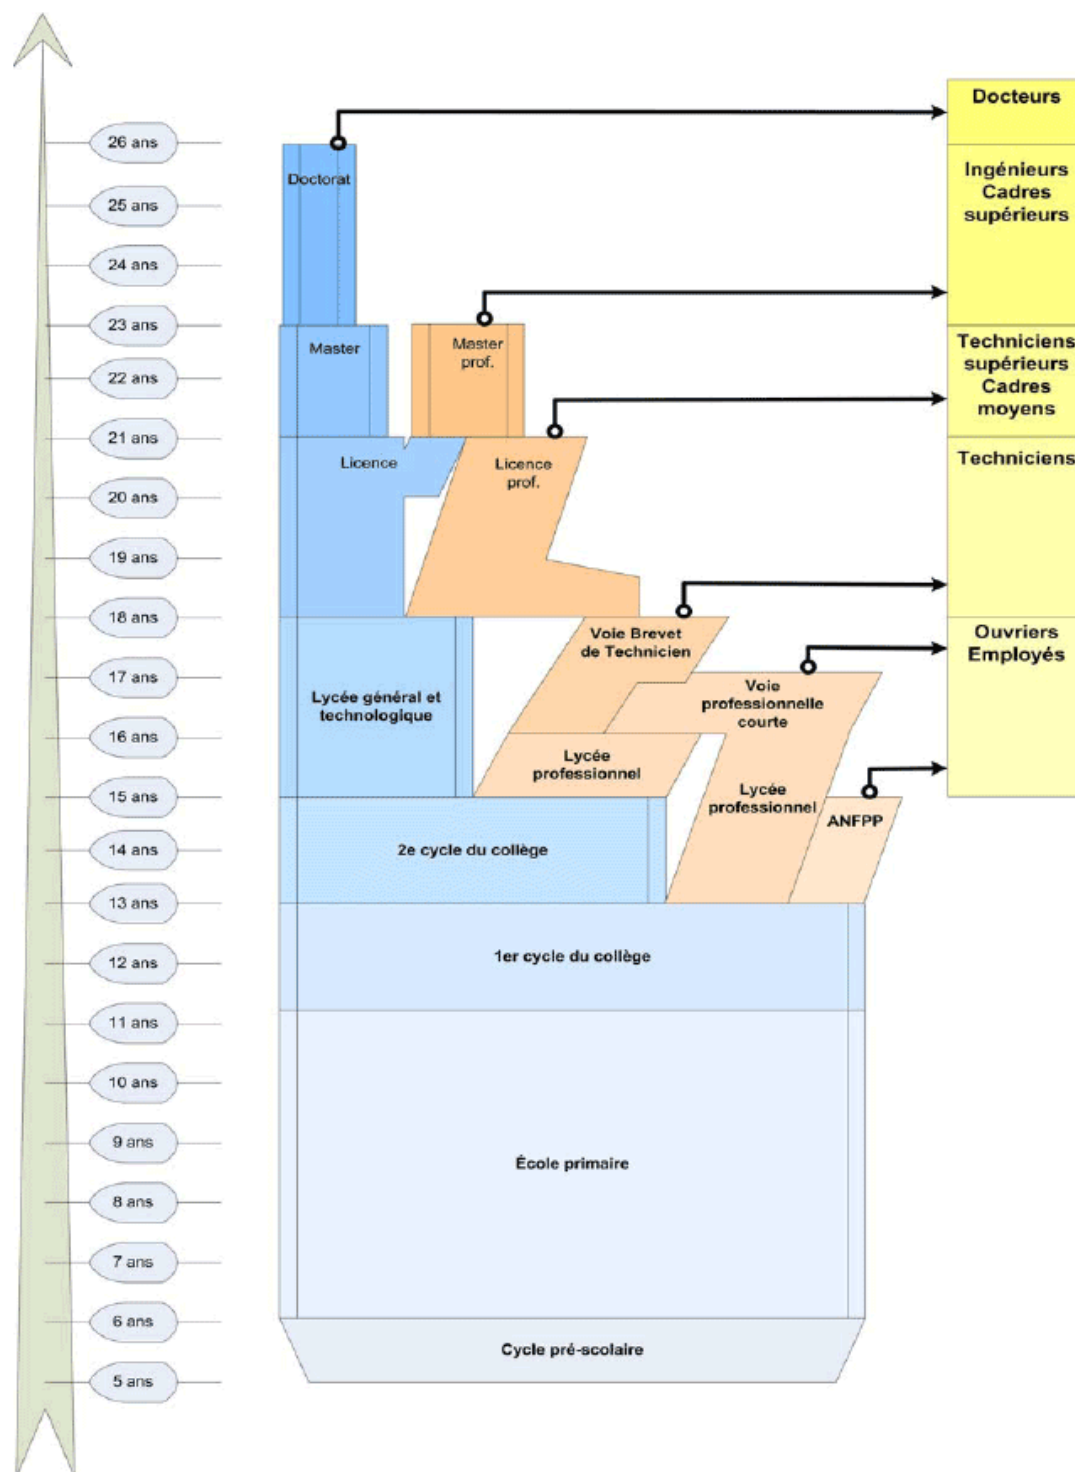 26 ans
25 ans
24 ans
23 ans
22 ans
21 ans
20 ans
19 ans
18 ans
17 ans
16 ans
15 ans
14 ans
13 ans
12 ans
11 ans
10 ans
9 ans
8 ans
7 ans
6 ans
5 ans
Doctorat
Master
Master
prof.
Licence
Licence
prof.
Voie Brevet
de Technicien
Lycée général et
technologique
Voie
professionnelle
courte
Lycée
professionnel
Lycée
professionnel
ANFPP
2e cycle du collège
1er cycle du collège
École primaire
Cycle pré-scolaire
Docteurs
Ingénieurs
Cadres
supérieurs
Techniciens
supérieurs
Cadres
moyens
Techniciens
Ouvriers
Employés